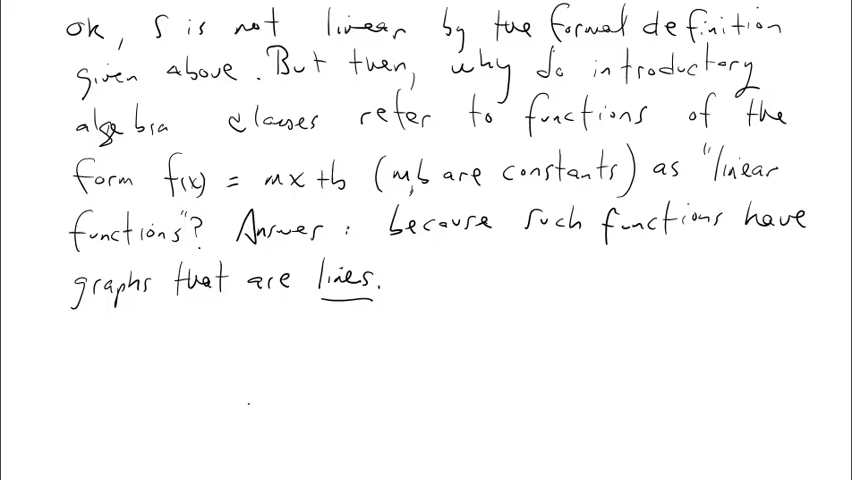 ok, S is not linear by the formal definition
given above. But then, why do introductory
algebra classes refer to functions of the
form f(x) = mx+b (m,b are constants) as "linear
functions"? Answer: because such functions have
graphs that are lines.